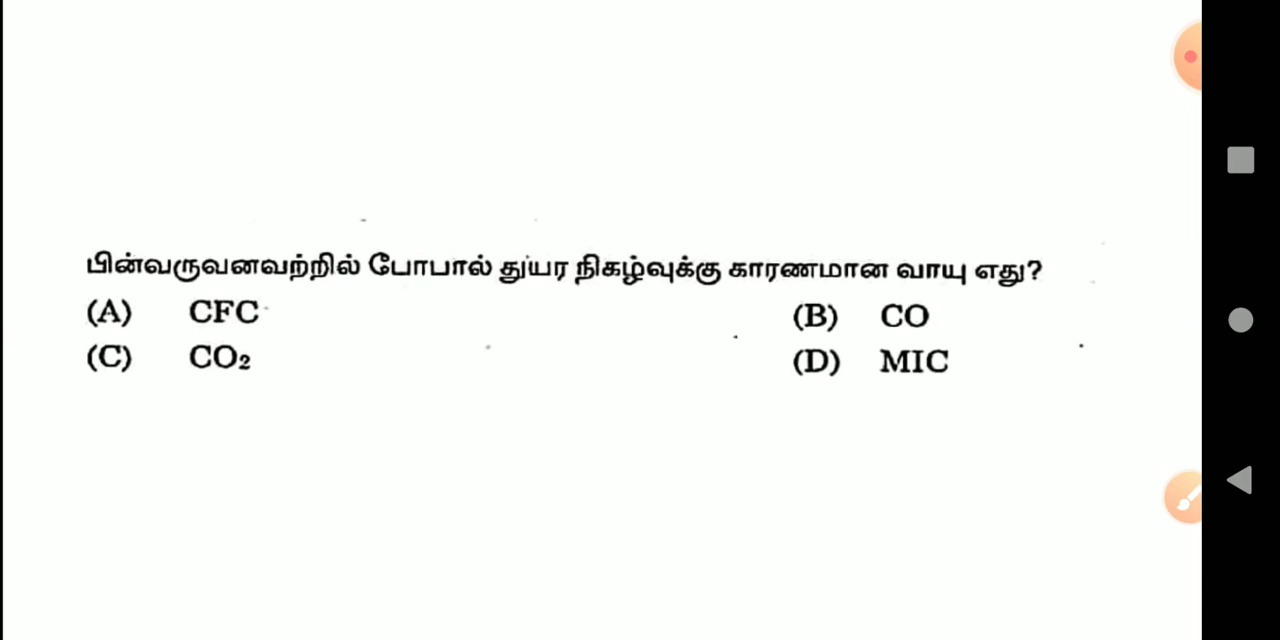 பின்வருவனவற்றில் போபால் துயர நிகழ்வுக்கு காரணமான வாயு எது?
(A) CFC (B) CO
(C) CO₂ (D) MIC